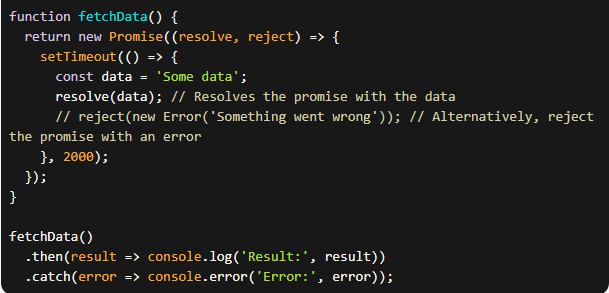 function fetchData() {
  return new Promise((resolve, reject) => {
    setTimeout(() => {
      const data = 'Some data';
      resolve(data); // Resolves the promise with the data
      // reject(new Error('Something went wrong')); // Alternatively, reject
the promise with an error
    }, 2000);
  });
}

fetchData()
  .then(result => console.log('Result:', result))
  .catch(error => console.error('Error:', error));